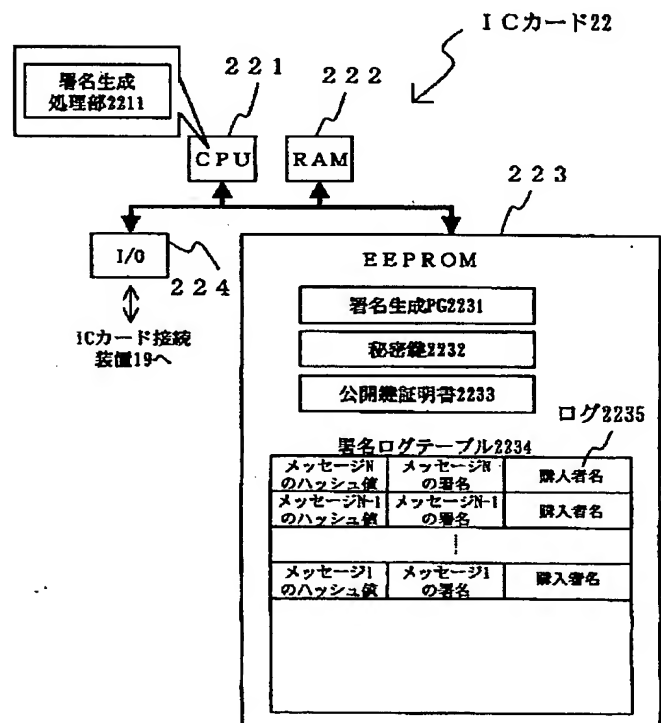 ICカード22
署名生成
処理部2211
221
222
CPU
RAM
223
I/O
224
ICカード接続
装置19へ
EEPROM
署名生成PG2231
秘密鍵2232
公開鍵証明書2233
ログ2235
署名ログテーブル2234
メッセージN
のハッシュ値
メッセージN
の署名
購入者名
メッセージN-1
のハッシュ値
メッセージN-1
の署名
購入者名
メッセージ1
のハッシュ値
メッセージ1
の署名
購入者名